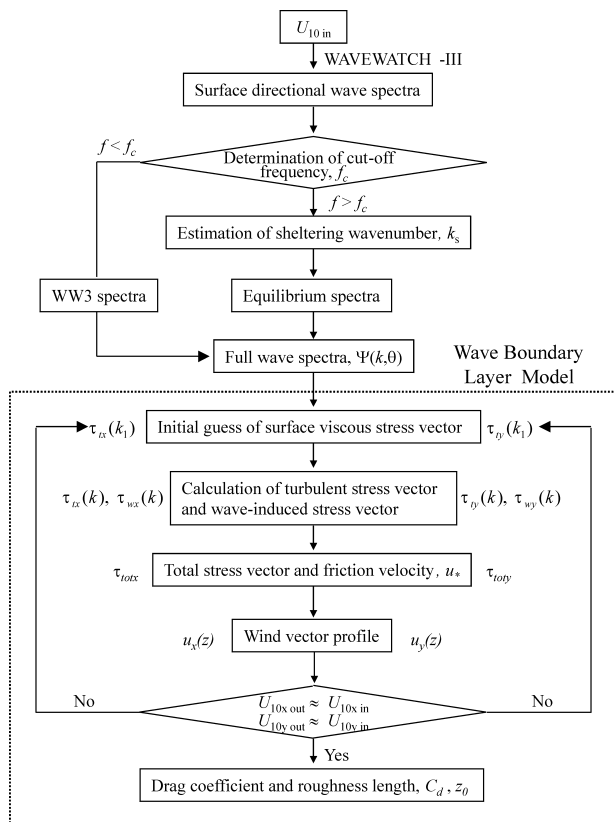 U10 in
WAVEWATCH -III
Surface directional wave spectra
f < fc
Determination of cut-off
frequency, fc
f > fc
Estimation of sheltering wavenumber, ks
WW3 spectra
Equilibrium spectra
Full wave spectra, Ψ(k,θ)
Wave Boundary
Layer Model
τtx(k1)
Initial guess of surface viscous stress vector
τty(k1)
τtx(k), τwx(k)
Calculation of turbulent stress vector
and wave-induced stress vector
τty(k), τwy(k)
τtotx
Total stress vector and friction velocity, u*
τtoty
ux(z)
Wind vector profile
uy(z)
No
U10x out ≈ U10x in
U10y out ≈ U10y in
No
Yes
Drag coefficient and roughness length, Cd , z0